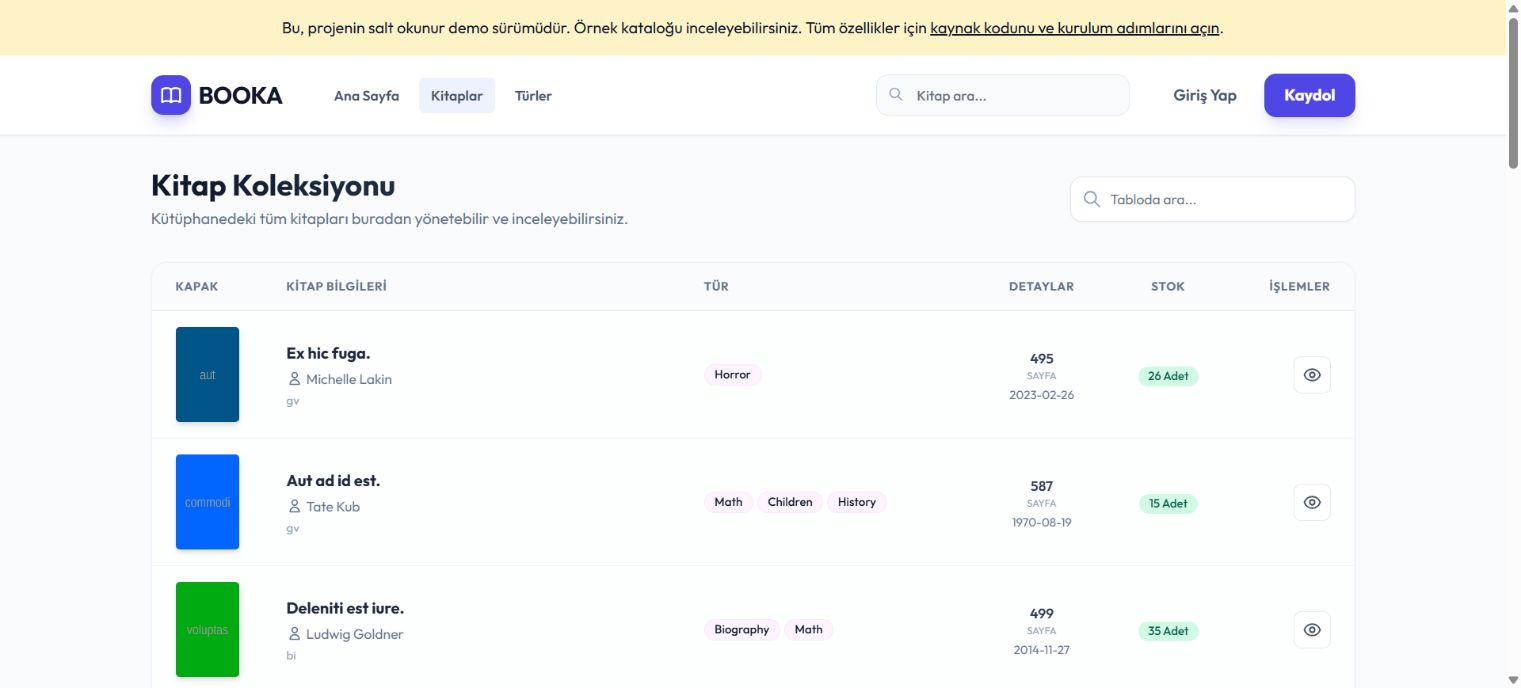 Bu, projenin salt okunur demo sürümüdür. Örnek kataloğu inceleyebilirsiniz. Tüm özellikler için kaynak kodunu ve kurulum adımlarını açın.
BOOKA
Ana Sayfa
Kitaplar
Türler
Kitap ara...
Giriş Yap
Kaydol
Kitap Koleksiyonu
Kütüphanedeki tüm kitapları buradan yönetebilir ve inceleyebilirsiniz.
Tabloda ara...
KAPAK
KİTAP BİLGİLERİ
TÜR
DETAYLAR
STOK
İŞLEMLER
aut
Ex hic fuga.
Michelle Lakin
gv
Horror
495
SAYFA
2023-02-26
26 Adet
commodi
Aut ad id est.
Tate Kub
gv
Math
Children
History
587
SAYFA
1970-08-19
15 Adet
voluptas
Deleniti est iure.
Ludwig Goldner
bi
Biography
Math
499
SAYFA
2014-11-27
35 Adet